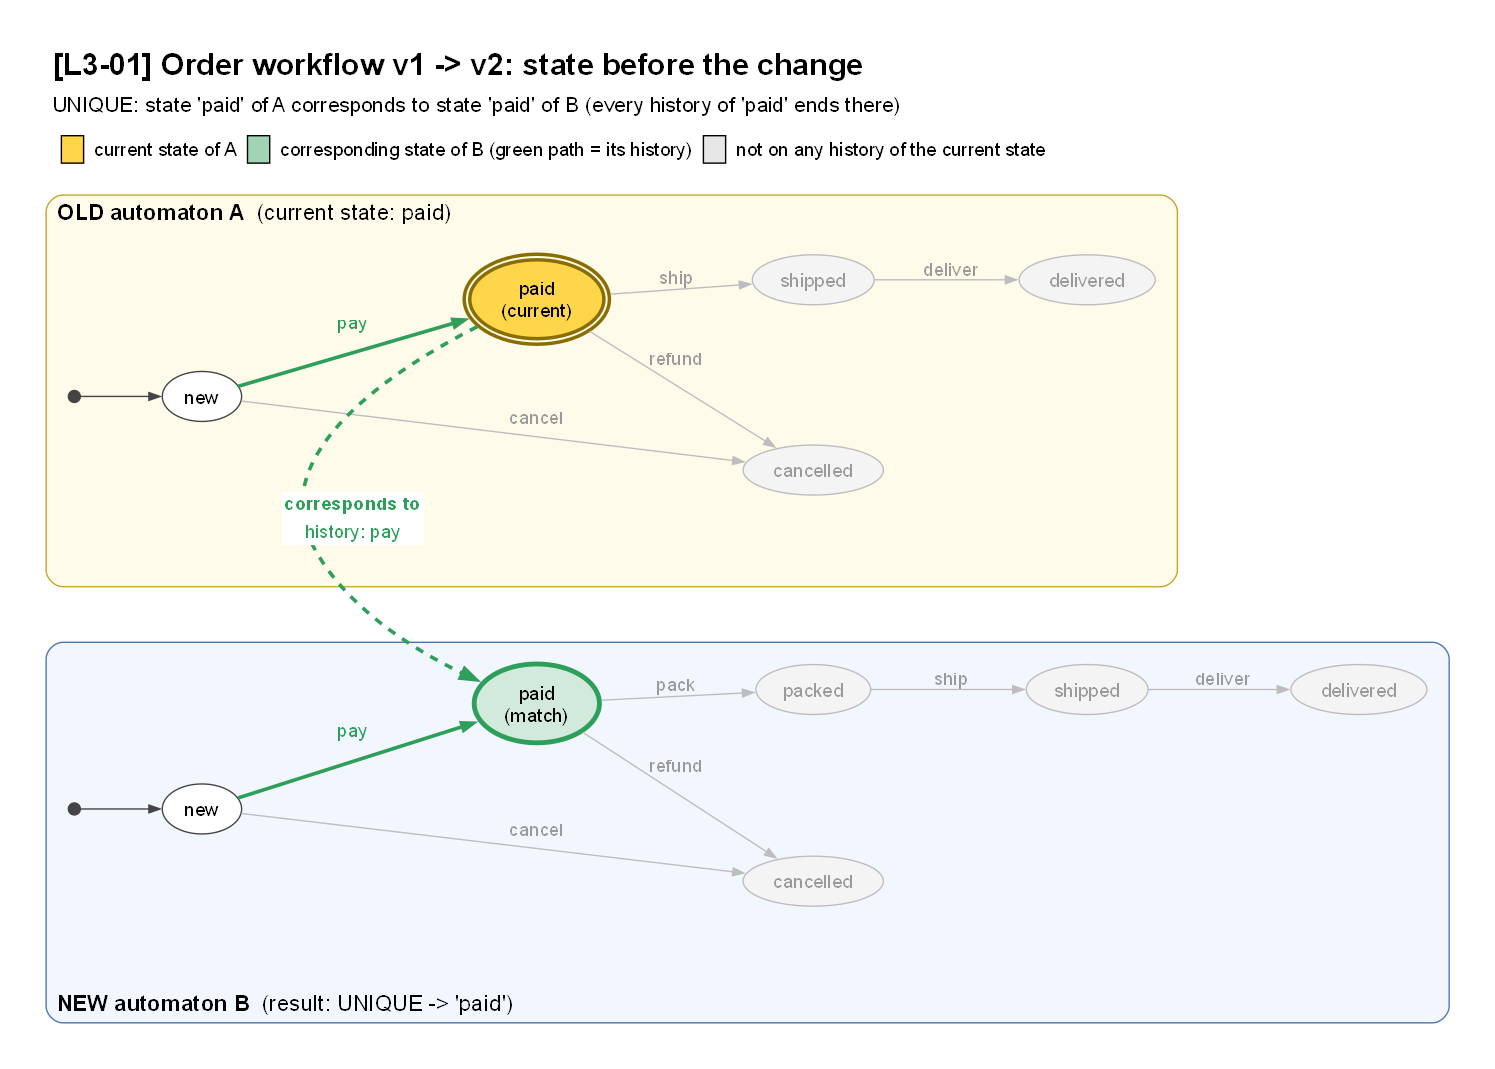 [L3-01] Order workflow v1 -> v2: state before the change
UNIQUE: state 'paid' of A corresponds to state 'paid' of B (every history of 'paid' ends there)
current state of A
corresponding state of B (green path = its history)
not on any history of the current state
OLD automaton A (current state: paid)
paid
(current)
ship
shipped
deliver
delivered
pay
refund
new
cancel
cancelled
corresponds to
history: pay
paid
(match)
pack
packed
ship
shipped
deliver
delivered
pay
refund
new
cancel
cancelled
NEW automaton B (result: UNIQUE -> 'paid')